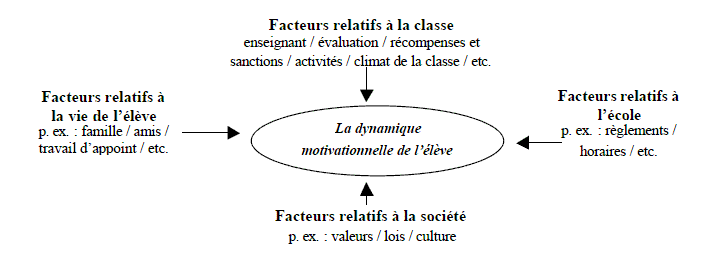 Facteurs relatifs à la classe
enseignant / évaluation / récompenses et
sanctions / activités / climat de la classe / etc.
Facteurs relatifs à
la vie de l'élève
p. ex. : famille / amis /
travail d'appoint / etc.
La dynamique
motivationnelle de l'élève
Facteurs relatifs à
l'école
p. ex. : règlements /
horaires / etc.
Facteurs relatifs à la société
p. ex. : valeurs / lois / culture